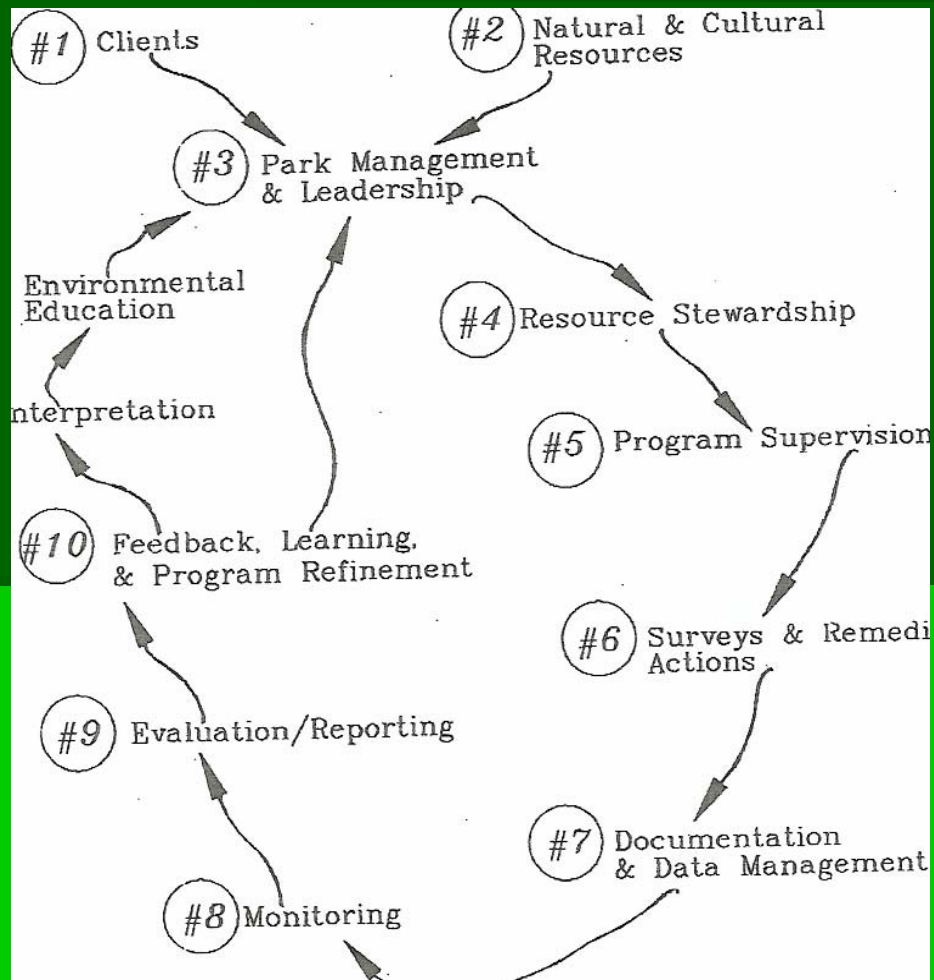 #1 Clients
#2 Natural & Cultural
Resources
#3 Park Management
& Leadership
Environmental
Education
#4 Resource Stewardship
nterpretation
#5 Program Supervision
#10 Feedback, Learning,
& Program Refinement
#6 Surveys & Remedi
Actions
#9 Evaluation/Reporting
#7 Documentation
& Data Management
#8 Monitoring